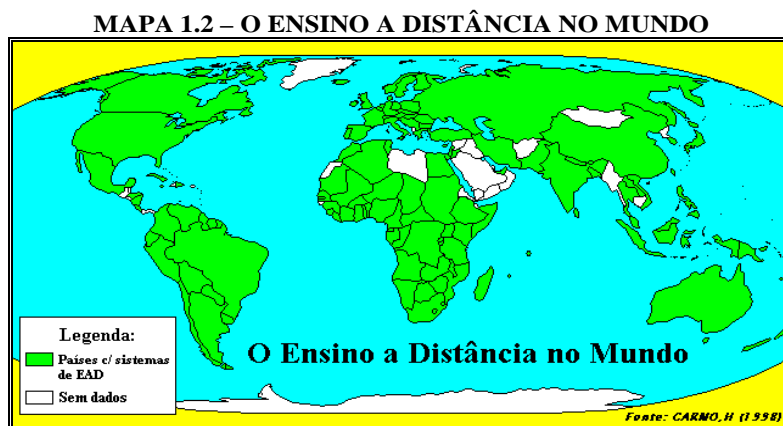 MAPA 1.2 – O ENSINO A DISTÂNCIA NO MUNDO
Legenda:
Países c/ sistemas
de EAD
Sem dados
O Ensino a Distância no Mundo
Fonte: CARMO,H (1998)